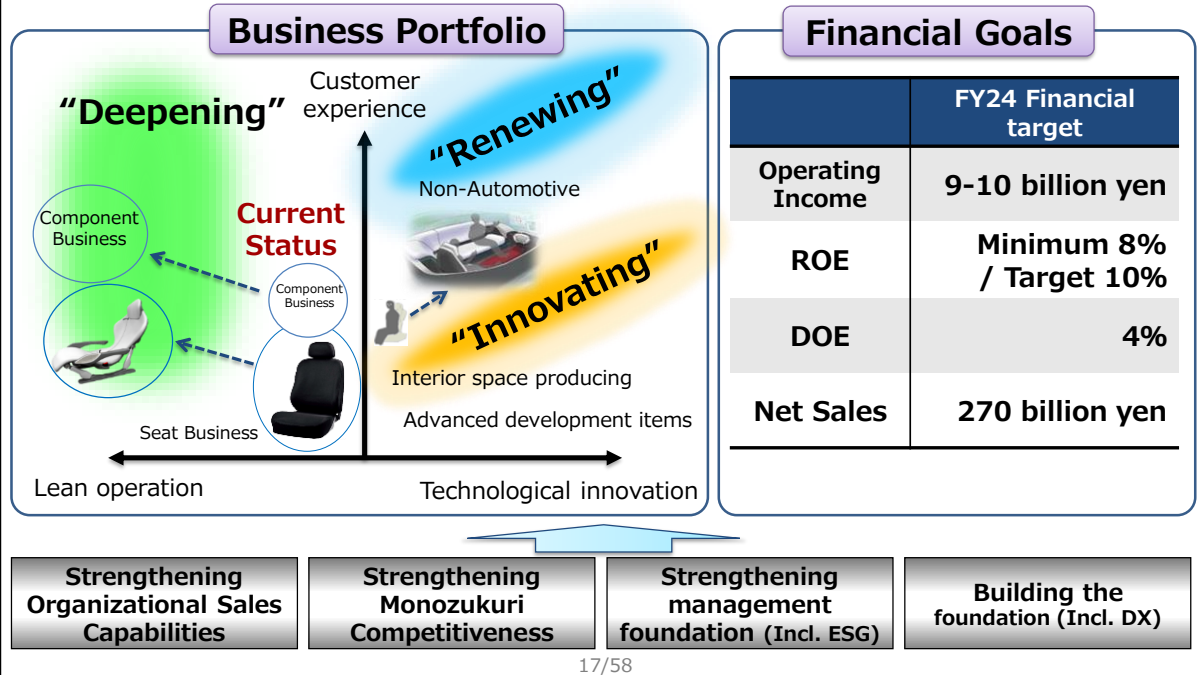 Business Portfolio
Financial Goals
“Deepening”
Customer
experience
“Renewing”
Non-Automotive
Component
Business
Current
Status
Component
Business
“Innovating”
Interior space producing
Advanced development items
Seat Business
Lean operation
Technological innovation
FY24 Financial
target
Operating
Income
9-10 billion yen
ROE
Minimum 8%
/ Target 10%
DOE
4%
Net Sales
270 billion yen
Strengthening
Organizational Sales
Capabilities
Strengthening
Monozukuri
Competitiveness
Strengthening
management
foundation (Incl. ESG)
Building the
foundation (Incl. DX)
17/58